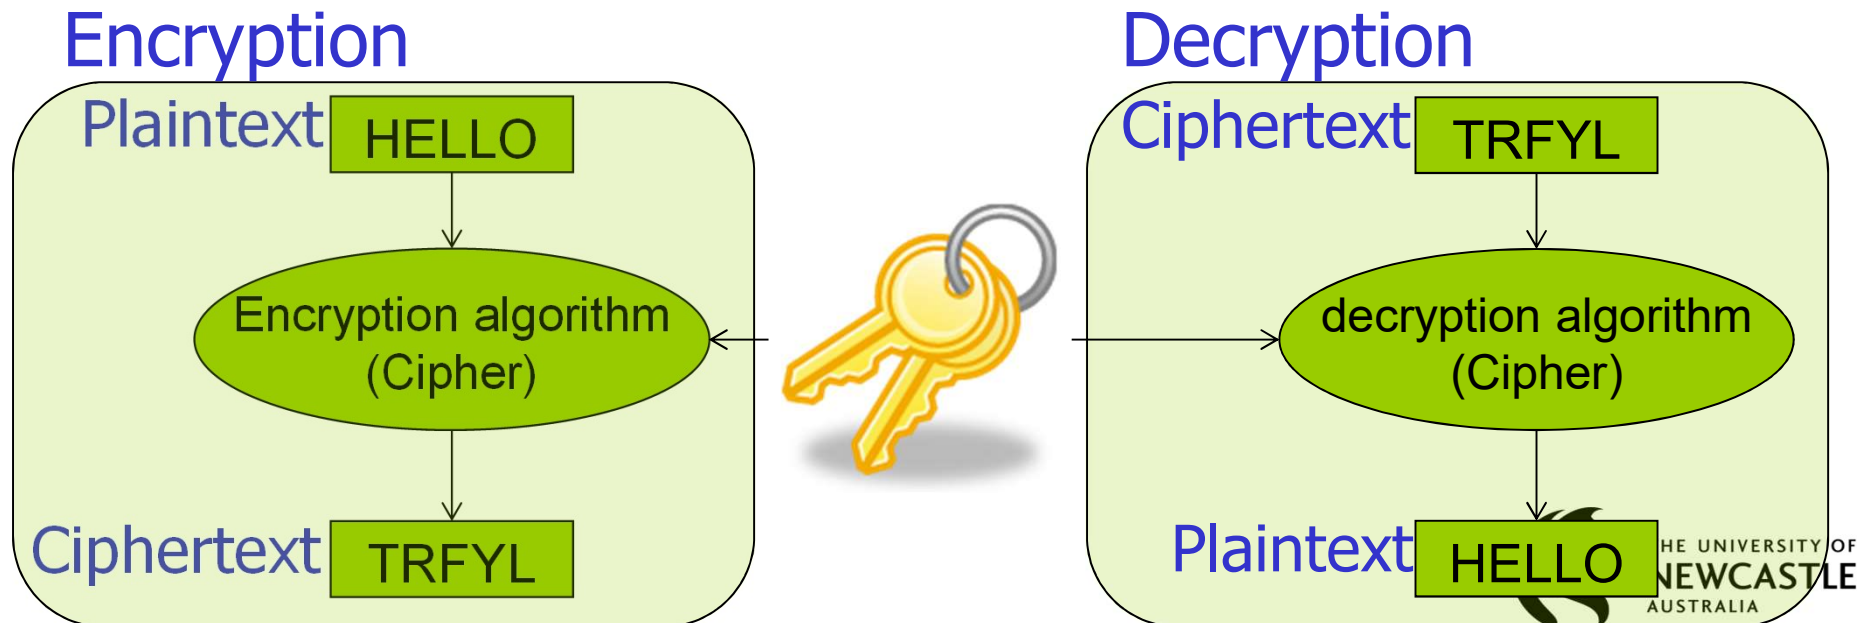 Encryption
Plaintext HELLO
Encryption algorithm
(Cipher)
Ciphertext TRFYL
Decryption
Ciphertext TRFYL
decryption algorithm
(Cipher)
Plaintext HELLO
HE UNIVERSITY OF
NEWCASTLE
AUSTRALIA